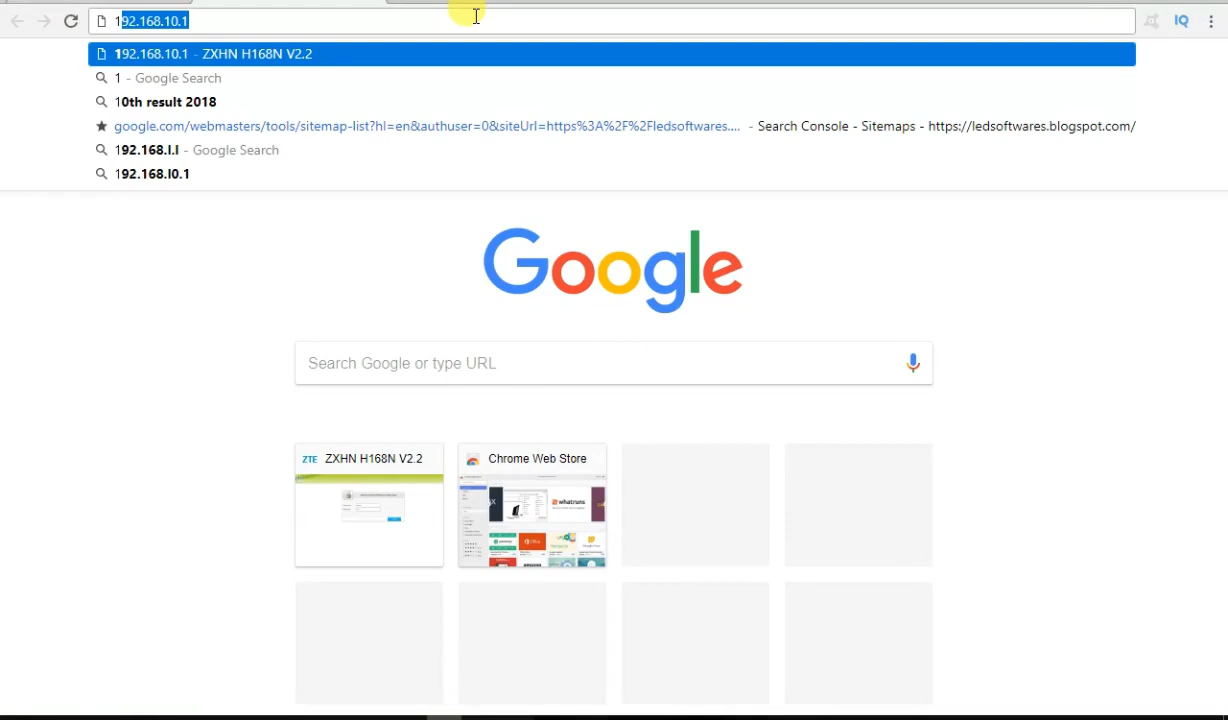 192.168.10.1
IQ
192.168.10.1 - ZXHN H168N V2.2
1 - Google Search
10th result 2018
google.com/webmasters/tools/sitemap-list?hl=en&authuser=0&siteUrl=https%3A%2F%2Fledsoftwares.... - Search Console - Sitemaps - https://ledsoftwares.blogspot.com/
192.168.I.I - Google Search
192.168.I0.1
Google
Search Google or type URL
ZTE ZXHN H168N V2.2
Chrome Web Store
whatruns
Office